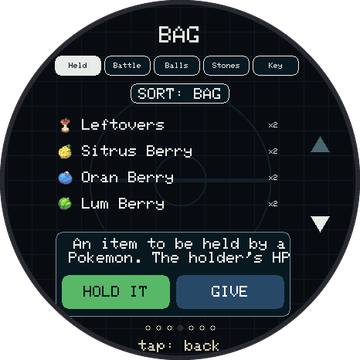 BAG
Held Battle Balls Stones Key
SORT: BAG
Leftovers x2
Sitrus Berry x2
Oran Berry x2
Lum Berry x2
An item to be held by a
Pokemon. The holder's HP
HOLD IT GIVE
tap: back